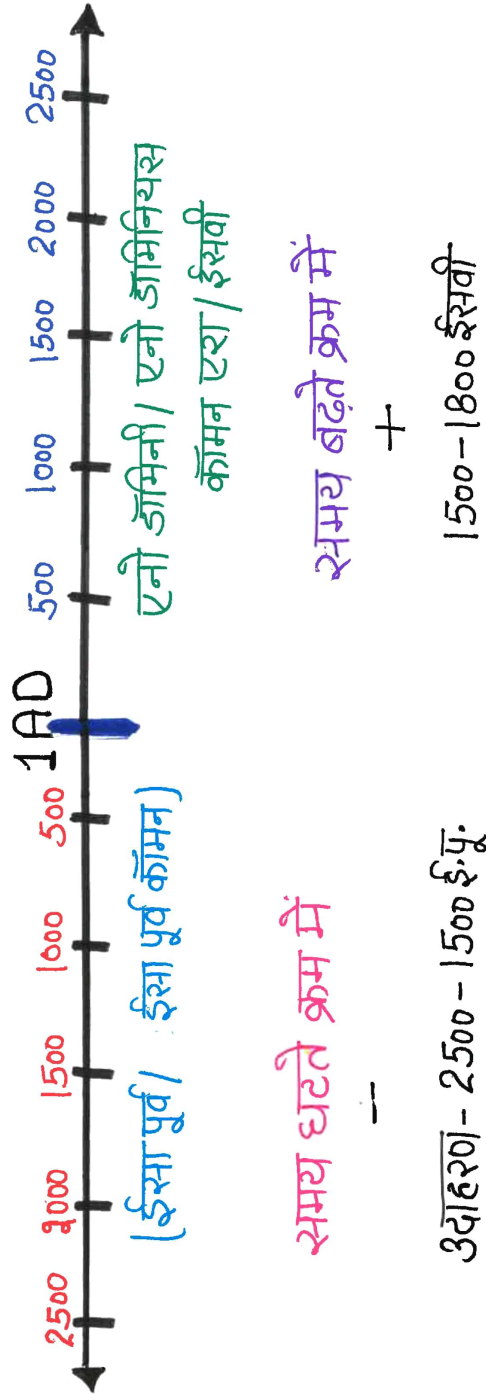 1AD
2500 2000 1500 1000 500 500 1000 1500 2000 2500
(ईसा पूर्व / ईसा पूर्व कॉमन) एनो डोमिनी / एनो डोमिनियस
कॉमन एरा / ईसवी
समय घटते क्रम में समय बढ़ते क्रम में
– +
उदाहरण - 2500 - 1500 ई.पू. 1500 - 1800 ईसवी